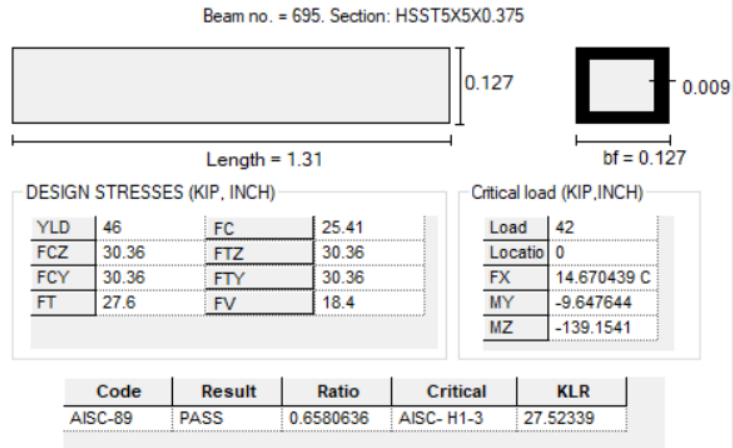 Beam no. = 695. Section: HSST5X5X0.375
0.127
0.009
Length = 1.31
bf = 0.127
DESIGN STRESSES (KIP, INCH)
YLD 46 FC 25.41
FCZ 30.36 FTZ 30.36
FCY 30.36 FTY 30.36
FT 27.6 FV 18.4
Critical load (KIP,INCH)
Load 42
Locatio 0
FX 14.670439 C
MY -9.647644
MZ -139.1541
Code Result Ratio Critical KLR
AISC-89 PASS 0.6580636 AISC- H1-3 27.52339